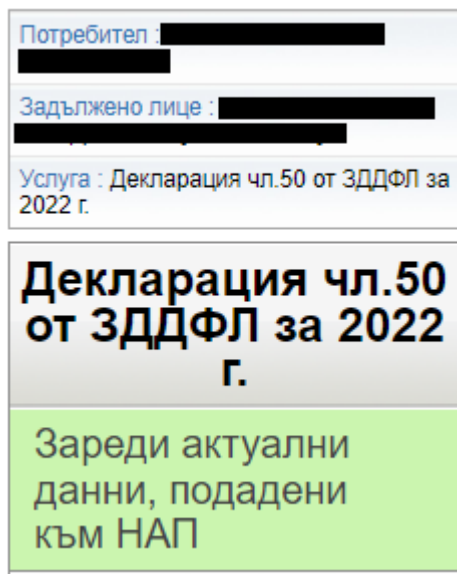 Потребител :
Задължено лице :
Услуга : Декларация чл.50 от ЗДДФЛ за
2022 г.
Декларация чл.50
от ЗДДФЛ за 2022
г.
Зареди актуални
данни, подадени
към НАП